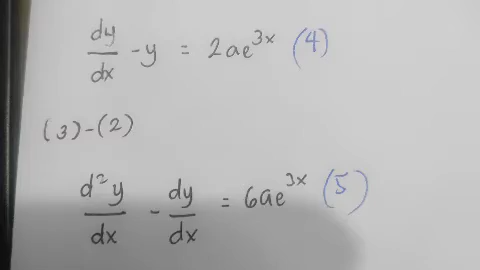 dy/dx - y = 2ae^3x (4)
(3)-(2)
d²y/dx - dy/dx = 6ae^3x (5)